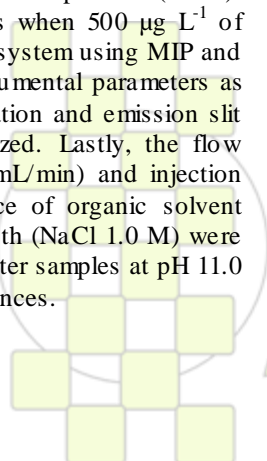 s when 500 μg L⁻¹ of
system using MIP and
umental parameters as
ation and emission slit
zed. Lastly, the flow
mL/min) and injection
ce of organic solvent
th (NaCl 1.0 M) were
ter samples at pH 11.0
nces.